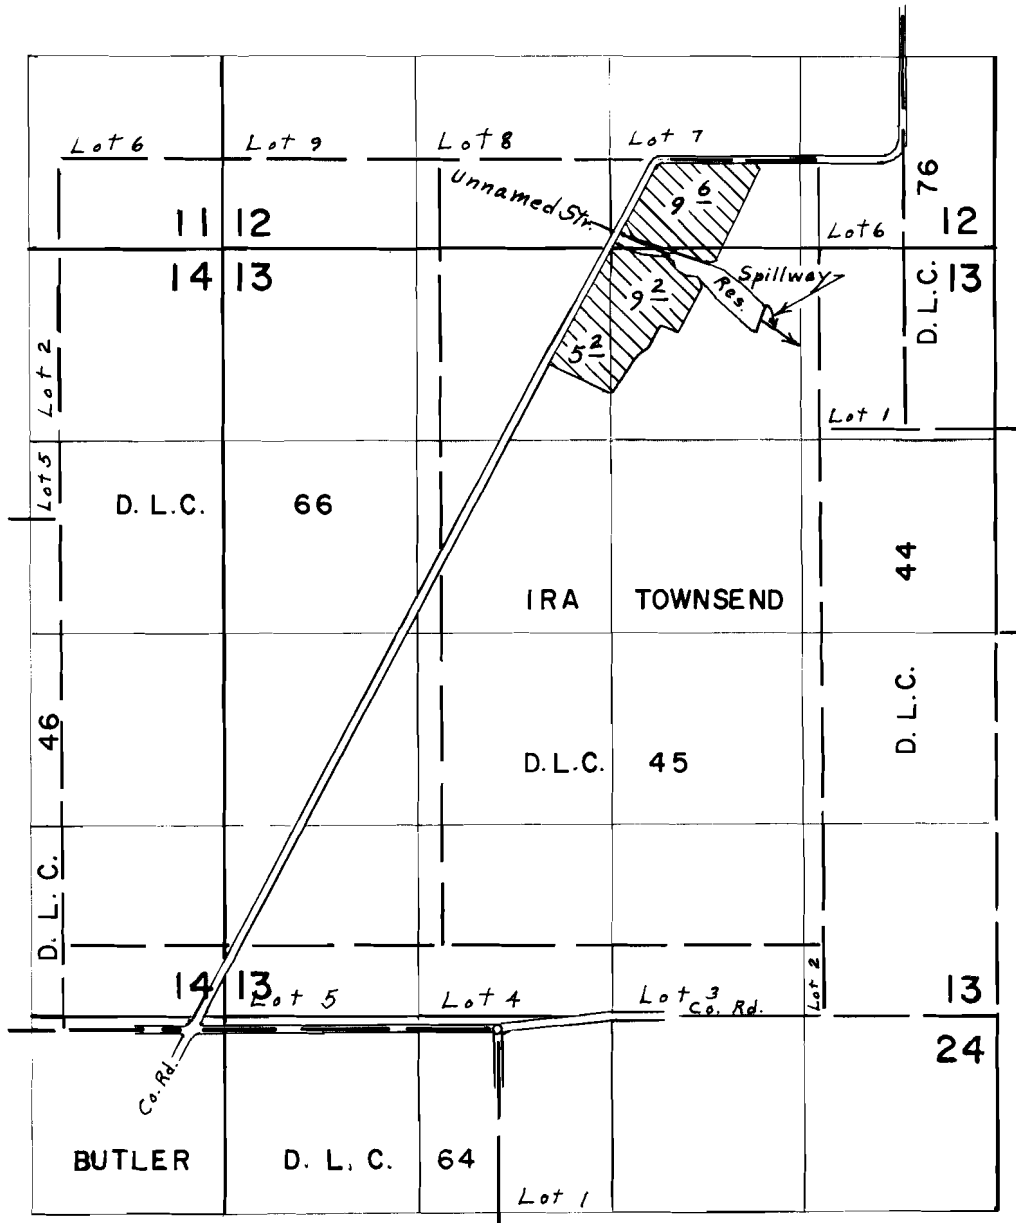 Lot 6
Lot 9
Lot 8
Lot 7
76
Unnamed Str.
9 6
11 12
Lot 6
12
14 13
Spillway
13
9 2
Res.
D.L.C.
5 2
Lot 2
Lot 1
Lot 5
D. L.C. 66
44
IRA TOWNSEND
D.L.C.
46
D. L.C. 45
D. L. C.
14 13
Lot 2
13
Lot 5
Lot 4
Lot 3
Co. Rd.
24
Co. Rd.
BUTLER D. L. C. 64
Lot 1